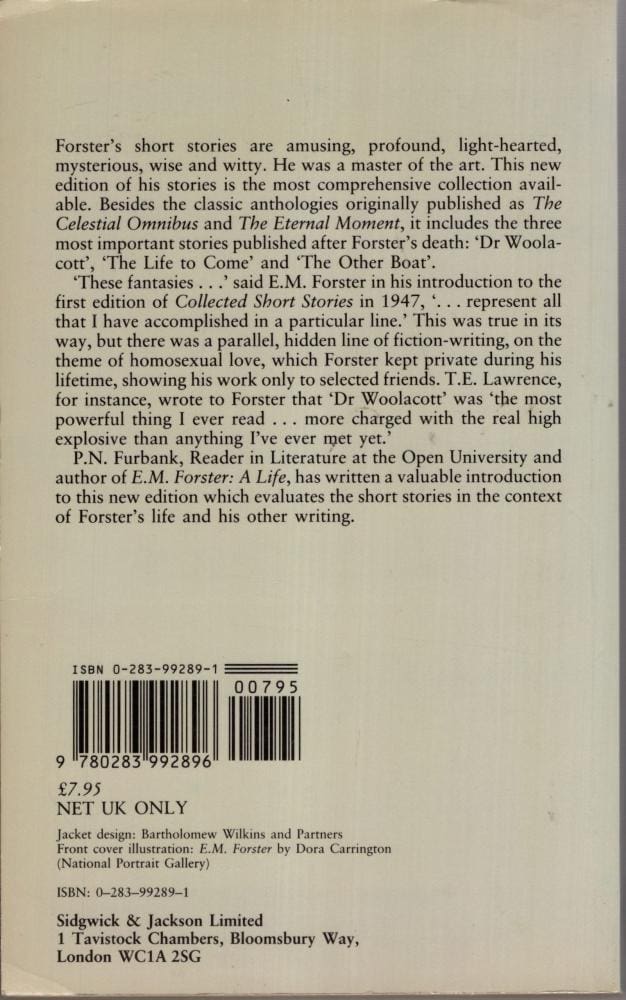 Forster's short stories are amusing, profound, light-hearted,
mysterious, wise and witty. He was a master of the art. This new
edition of his stories is the most comprehensive collection avail-
able. Besides the classic anthologies originally published as The
Celestial Omnibus and The Eternal Moment, it includes the three
most important stories published after Forster's death: 'Dr Woola-
cott', 'The Life to Come' and 'The Other Boat'.
'These fantasies . . .' said E.M. Forster in his introduction to the
first edition of Collected Short Stories in 1947, '. . . represent all
that I have accomplished in a particular line.' This was true in its
way, but there was a parallel, hidden line of fiction-writing, on the
theme of homosexual love, which Forster kept private during his
lifetime, showing his work only to selected friends. T.E. Lawrence,
for instance, wrote to Forster that 'Dr Woolacott' was 'the most
powerful thing I ever read . . . more charged with the real high
explosive than anything I've ever met yet.'
P.N. Furbank, Reader in Literature at the Open University and
author of E.M. Forster: A Life, has written a valuable introduction
to this new edition which evaluates the short stories in the context
of Forster's life and his other writing.
ISBN 0-283-99289-1
00795
9 780283 992896
£7.95
NET UK ONLY
Jacket design: Bartholomew Wilkins and Partners
Front cover illustration: E.M. Forster by Dora Carrington
(National Portrait Gallery)
ISBN: 0–283–99289–1
Sidgwick & Jackson Limited
1 Tavistock Chambers, Bloomsbury Way,
London WC1A 2SG